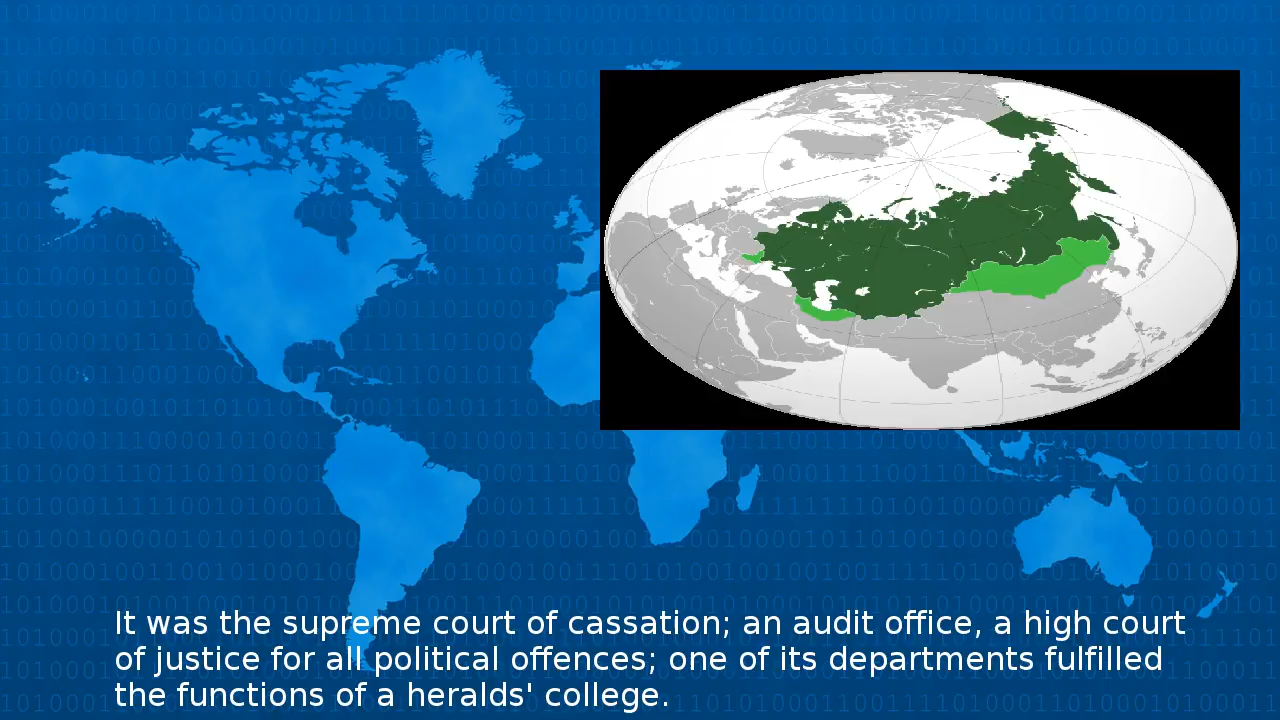 It was the supreme court of cassation; an audit office, a high court
of justice for all political offences; one of its departments fulfilled
the functions of a heralds' college.